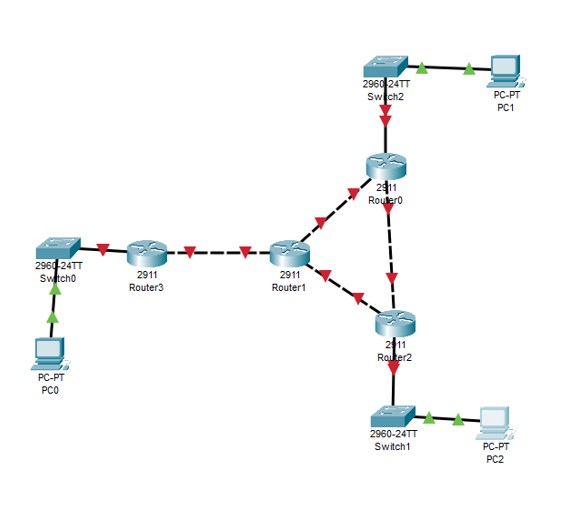 2960-24TT
Switch2
PC-PT
PC1
2911
Router0
2960-24TT
Switch0
2911
Router3
2911
Router1
2911
Router2
PC-PT
PC0
2960-24TT
Switch1
PC-PT
PC2